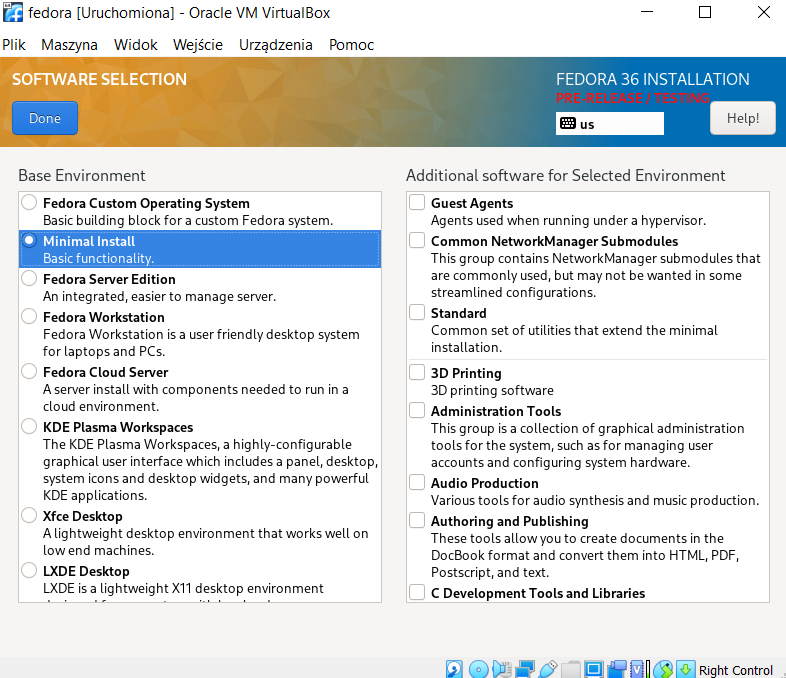 fedora [Uruchomiona] - Oracle VM VirtualBox
Plik Maszyna Widok Wejście Urządzenia Pomoc
SOFTWARE SELECTION
Done
FEDORA 36 INSTALLATION
PRE-RELEASE / TESTING
us
Help!
Base Environment
Fedora Custom Operating System
Basic building block for a custom Fedora system.
Minimal Install
Basic functionality.
Fedora Server Edition
An integrated, easier to manage server.
Fedora Workstation
Fedora Workstation is a user friendly desktop system
for laptops and PCs.
Fedora Cloud Server
A server install with components needed to run in a
cloud environment.
KDE Plasma Workspaces
The KDE Plasma Workspaces, a highly-configurable
graphical user interface which includes a panel, desktop,
system icons and desktop widgets, and many powerful
KDE applications.
Xfce Desktop
A lightweight desktop environment that works well on
low end machines.
LXDE Desktop
LXDE is a lightweight X11 desktop environment
Additional software for Selected Environment
Guest Agents
Agents used when running under a hypervisor.
Common NetworkManager Submodules
This group contains NetworkManager submodules that
are commonly used, but may not be wanted in some
streamlined configurations.
Standard
Common set of utilities that extend the minimal
installation.
3D Printing
3D printing software
Administration Tools
This group is a collection of graphical administration
tools for the system, such as for managing user
accounts and configuring system hardware.
Audio Production
Various tools for audio synthesis and music production.
Authoring and Publishing
These tools allow you to create documents in the
DocBook format and convert them into HTML, PDF,
Postscript, and text.
C Development Tools and Libraries
Right Control